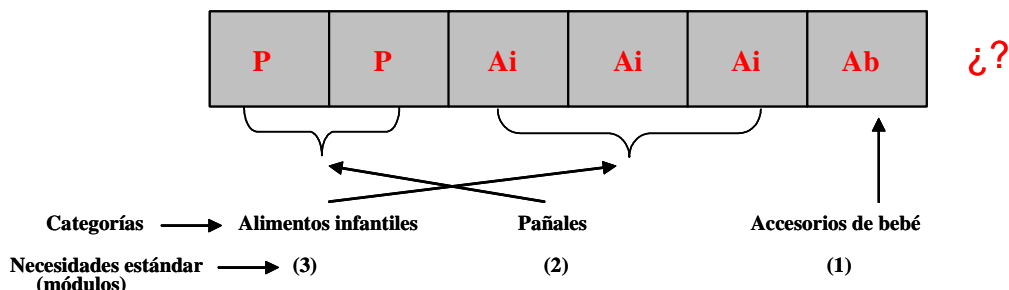 P P Ai Ai Ai Ab ¿?
Categorías Alimentos infantiles Pañales Accesorios de bebé
Necesidades estándar (3) (2) (1)
(módulos)